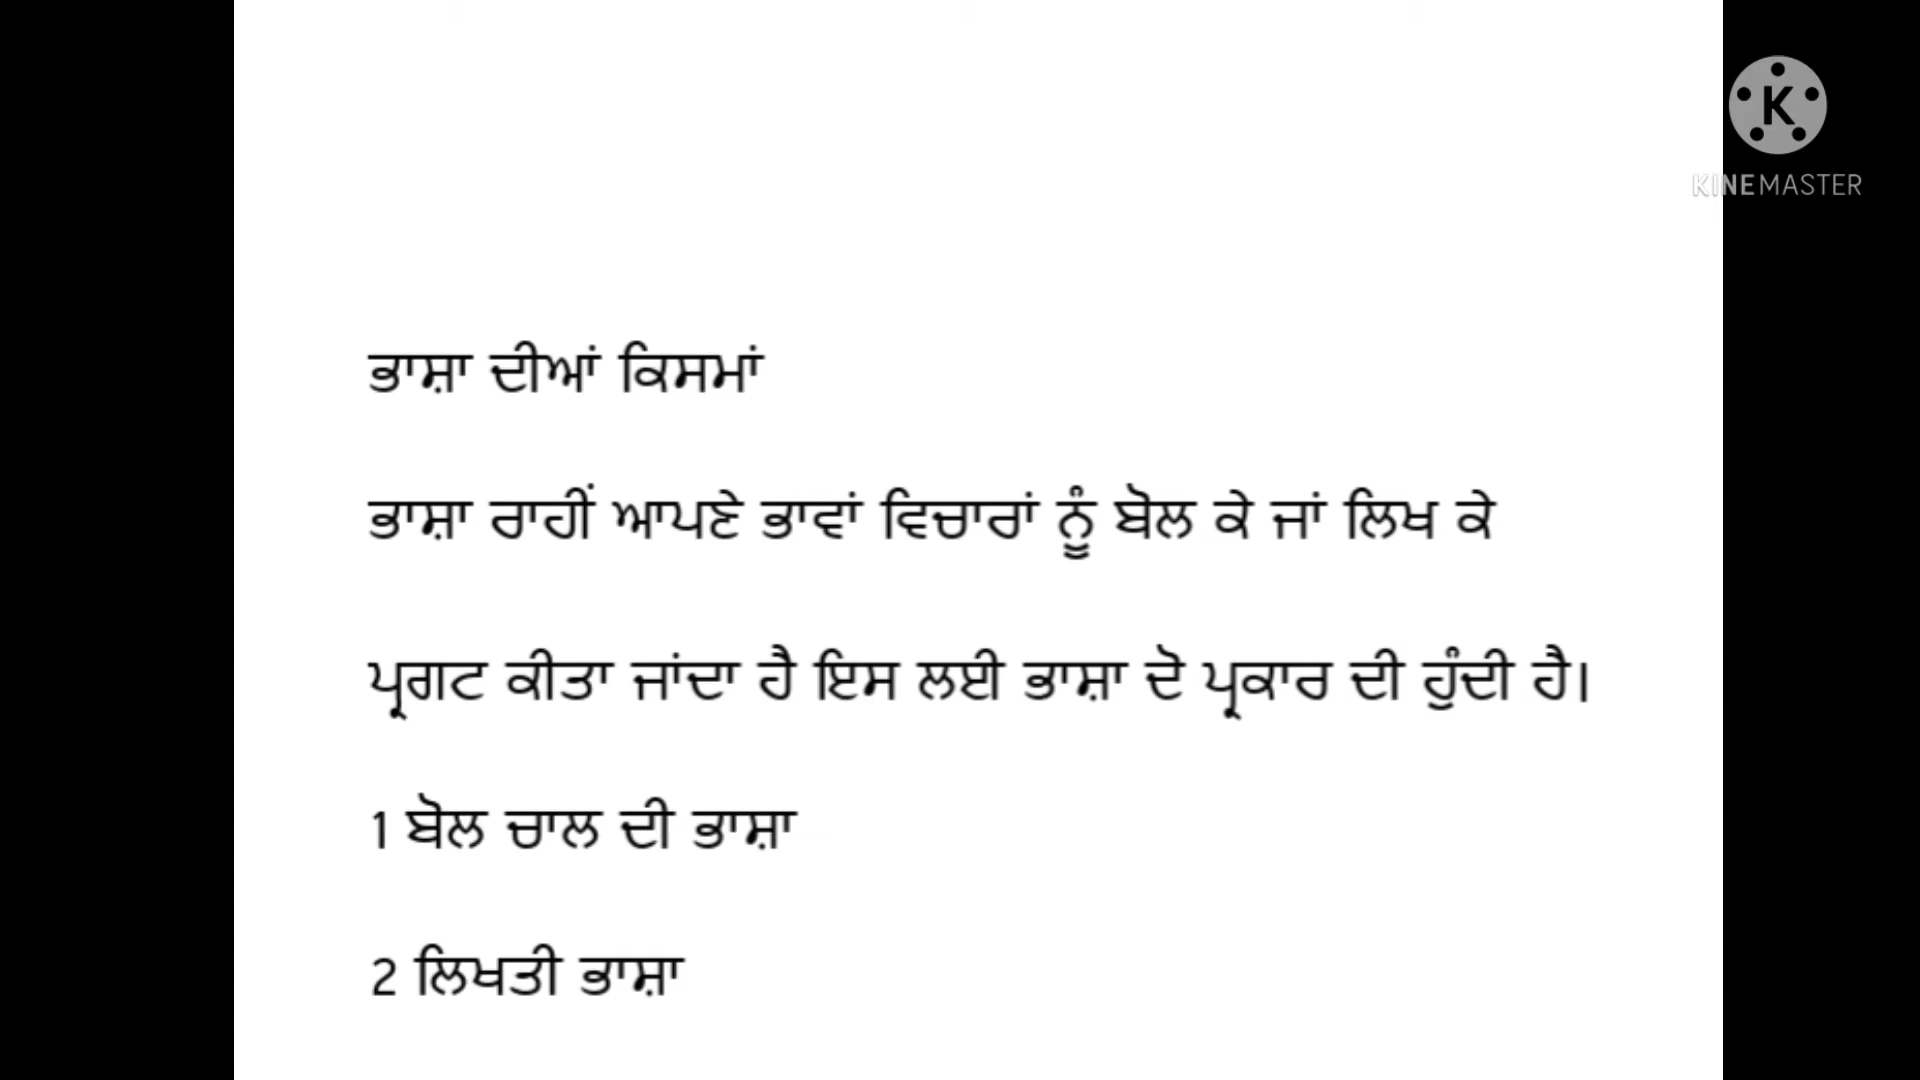 KINEMASTER
ਭਾਸ਼ਾ ਦੀਆਂ ਕਿਸਮਾਂ
ਭਾਸ਼ਾ ਰਾਹੀਂ ਆਪਣੇ ਭਾਵਾਂ ਵਿਚਾਰਾਂ ਨੂੰ ਬੋਲ ਕੇ ਜਾਂ ਲਿਖ ਕੇ
ਪ੍ਰਗਟ ਕੀਤਾ ਜਾਂਦਾ ਹੈ ਇਸ ਲਈ ਭਾਸ਼ਾ ਦੋ ਪ੍ਰਕਾਰ ਦੀ ਹੁੰਦੀ ਹੈ।
1 ਬੋਲ ਚਾਲ ਦੀ ਭਾਸ਼ਾ
2 ਲਿਖਤੀ ਭਾਸ਼ਾ